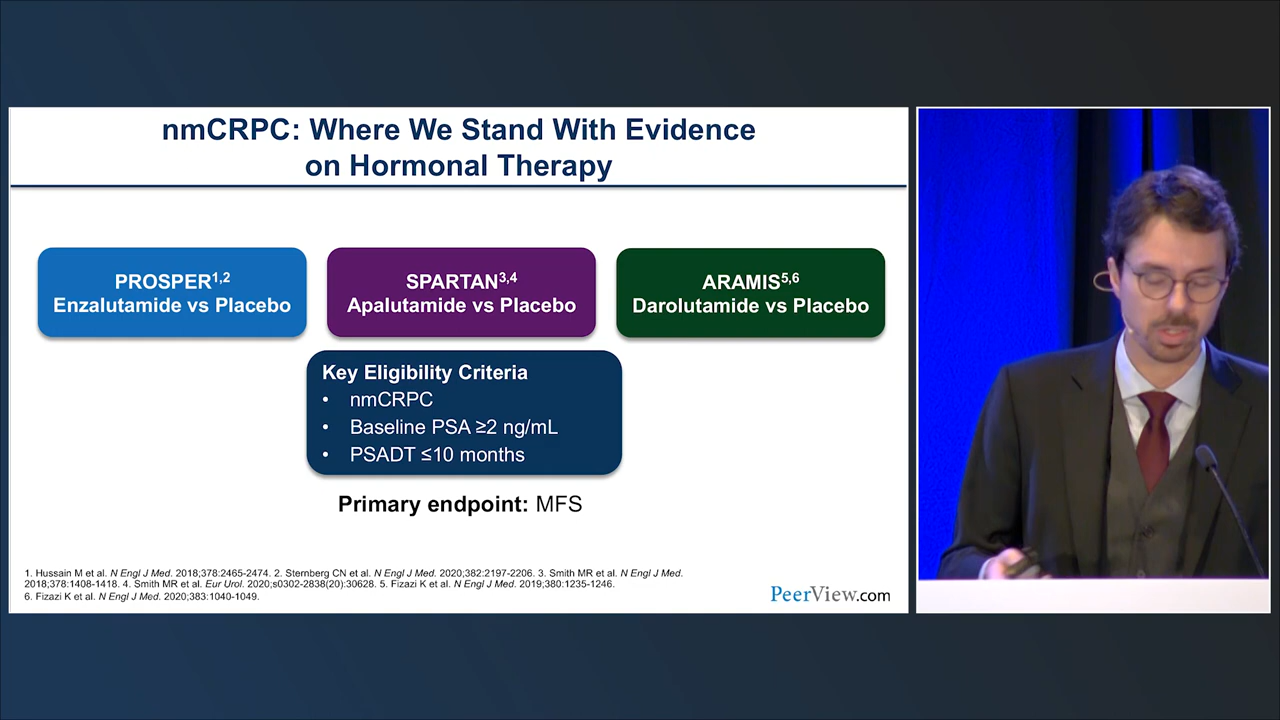 nmCRPC: Where We Stand With Evidence
on Hormonal Therapy
PROSPER1,2
Enzalutamide vs Placebo
SPARTAN3,4
Apalutamide vs Placebo
ARAMIS5,6
Darolutamide vs Placebo
Key Eligibility Criteria
• nmCRPC
• Baseline PSA ≥2 ng/mL
• PSADT ≤10 months
Primary endpoint: MFS
1. Hussain M et al. N Engl J Med. 2018;378:2465-2474. 2. Sternberg CN et al. N Engl J Med. 2020;382:2197-2206. 3. Smith MR et al. N Engl J Med.
2018;378:1408-1418. 4. Smith MR et al. Eur Urol. 2020;s0302-2838(20):30628. 5. Fizazi K et al. N Engl J Med. 2019;380:1235-1246.
6. Fizazi K et al. N Engl J Med. 2020;383:1040-1049.
PeerView.com